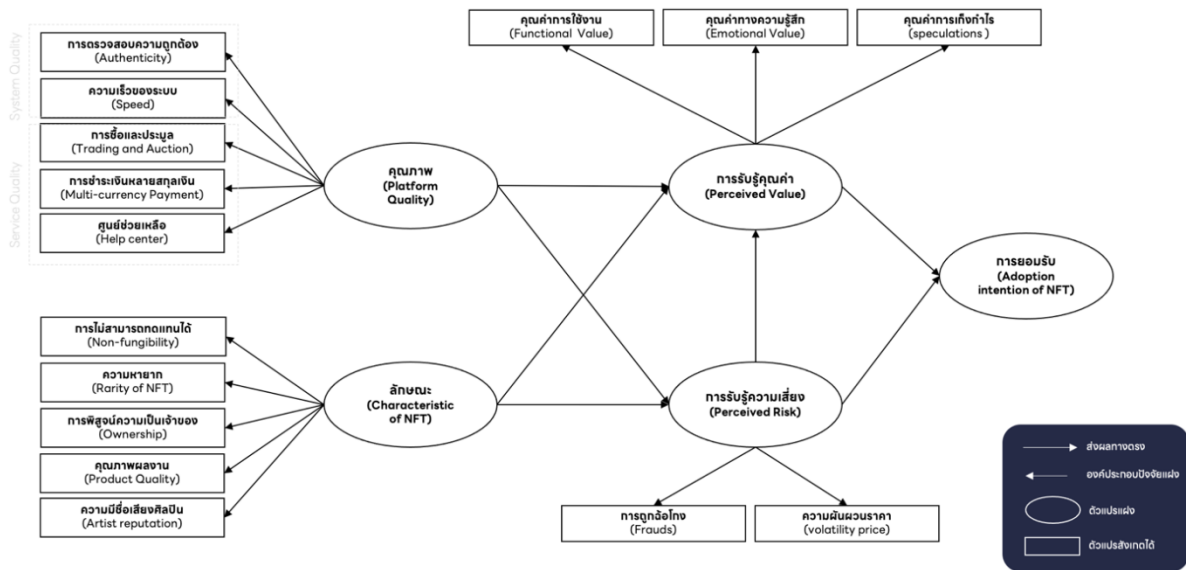 คุณค่าการใช้งาน
(Functional Value)
คุณค่าทางความรู้สึก
(Emotional Value)
คุณค่าการเก็งกำไร
(speculations )
System Quality
การตรวจสอบความถูกต้อง
(Authenticity)
ความเร็วของระบบ
(Speed)
Service Quality
การซื้อและประมูล
(Trading and Auction)
การชำระเงินหลายสกุลเงิน
(Multi-currency Payment)
ศูนย์ช่วยเหลือ
(Help center)
คุณภาพ
(Platform
Quality)
การรับรู้คุณค่า
(Perceived Value)
การยอมรับ
(Adoption
intention of NFT)
การไม่สามารถทดแทนได้
(Non-fungibility)
ความหายาก
(Rarity of NFT)
การพิสูจน์ความเป็นเจ้าของ
(Ownership)
คุณภาพผลงาน
(Product Quality)
ความมีชื่อเสียงศิลปิน
(Artist reputation)
ลักษณะ
(Characteristic
of NFT)
การรับรู้ความเสี่ยง
(Perceived Risk)
การถูกฉ้อโกง
(Frauds)
ความผันผวนราคา
(volatility price)
ส่งผลทางตรง
องค์ประกอบปัจจัยแฝง
ตัวแปรแฝง
ตัวแปรสังเกตได้